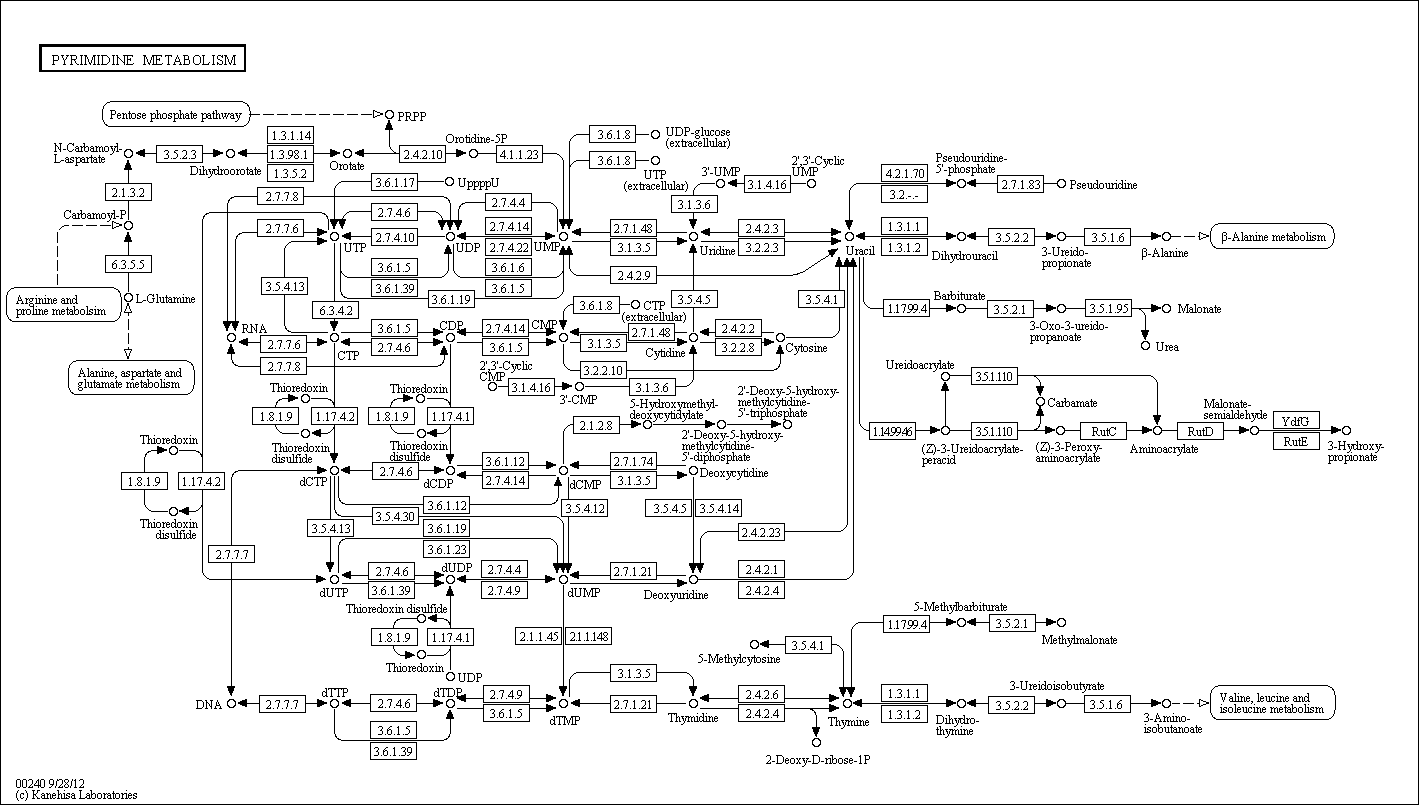 PYRIMIDINE METABOLISM
Pentose phosphate pathway
PRPP
N-Carbamoyl-
L-aspartate
3.5.2.3
Dihydroorotate
1.3.1.14
1.3.98.1
1.3.5.2
Orotate
2.4.2.10
Orotidine-5P
4.1.1.23
3.6.1.8
UDP-glucose
(extracellular)
3.6.1.8
UTP
(extracellular)
3'-UMP
3.1.4.16
2',3'-Cyclic
UMP
4.2.1.70
3.2.-.-
Pseudouridine-
5'-phosphate
2.7.1.83
Pseudouridine
2.1.3.2
Carbamoyl-P
6.3.5.5
L-Glutamine
Arginine and
proline metabolsim
Alanine, aspartate and
glutamate metabolism
3.6.1.17
UppppU
2.7.7.8
2.7.4.6
2.7.4.4
3.1.3.6
2.7.7.6
UTP
2.7.4.10
UDP
2.7.4.14
2.7.4.22
UMP
2.7.1.48
3.1.3.5
Uridine
2.4.2.3
3.2.2.3
Uracil
1.3.1.1
1.3.1.2
Dihydrouracil
3.5.2.2
3-Ureido-
propionate
3.5.1.6
β-Alanine
β-Alanine metabolism
3.6.1.5
3.6.1.39
3.6.1.6
3.6.1.5
2.4.2.9
3.5.4.13
3.6.1.19
6.3.4.2
3.6.1.8
CTP
(extracellular)
3.5.4.5
3.5.4.1
1.1799.4
Barbiturate
3.5.2.1
3-Oxo-3-ureido-
propanoate
3.5.1.95
Malonate
Urea
RNA
2.7.7.6
2.7.7.8
CTP
3.6.1.5
2.7.4.6
CDP
2.7.4.14
3.6.1.5
CMP
2.7.1.48
3.1.3.5
Cytidine
2.4.2.2
3.2.2.8
Cytosine
3.2.2.10
2',3'-Cyclic
CMP
3.1.4.16
3'-CMP
3.1.3.6
Ureidoacrylate
3.5.1.110
Carbamate
1.14.99.46
(Z)-3-Ureidoacrylate-
peracid
3.5.1.110
(Z)-3-Peroxy-
aminoacrylate
RutC
Aminoacrylate
RutD
Malonate-
semialdehyde
YdfG
RutE
3-Hydroxy-
propionate
Thioredoxin
1.8.1.9
1.17.4.2
Thioredoxin
disulfide
Thioredoxin
1.8.1.9
1.17.4.1
Thioredoxin
disulfide
2.1.2.8
5-Hydroxymethyl-
deoxycytidylate
2'-Deoxy-5-hydroxy-
methylcytidine-
5'-diphosphate
2'-Deoxy-5-hydroxy-
methylcytidine-
5'-triphosphate
Thioredoxin
1.8.1.9
1.17.4.2
Thioredoxin
disulfide
dCTP
2.7.4.6
dCDP
3.6.1.12
2.7.4.14
dCMP
2.7.1.74
3.1.3.5
Deoxycytidine
3.6.1.12
3.5.4.30
3.5.4.12
3.5.4.5
3.5.4.14
3.5.4.13
3.6.1.19
3.6.1.23
2.4.2.23
2.7.7.7
dUTP
2.7.4.6
3.6.1.39
dUDP
2.7.4.4
2.7.4.9
dUMP
2.7.1.21
Deoxyuridine
2.4.2.1
2.4.2.4
Thioredoxin disulfide
1.8.1.9
1.17.4.1
Thioredoxin
UDP
2.1.1.45
2.1.1.148
5-Methylcytosine
3.5.4.1
1.1799.4
5-Methylbarbiturate
3.5.2.1
Methylmalonate
DNA
2.7.7.7
dTTP
2.7.4.6
dTDP
2.7.4.9
3.6.1.5
dTMP
3.1.3.5
2.7.1.21
Thymidine
2.4.2.6
2.4.2.4
Thymine
1.3.1.1
1.3.1.2
Dihydro-
thymine
3.5.2.2
3-Ureidoisobutyrate
3.5.1.6
3-Amino-
isobutanoate
Valine, leucine and
isoleucine metabolism
3.6.1.5
3.6.1.39
2-Deoxy-D-ribose-1P
00240 9/28/12
(c) Kanehisa Laboratories